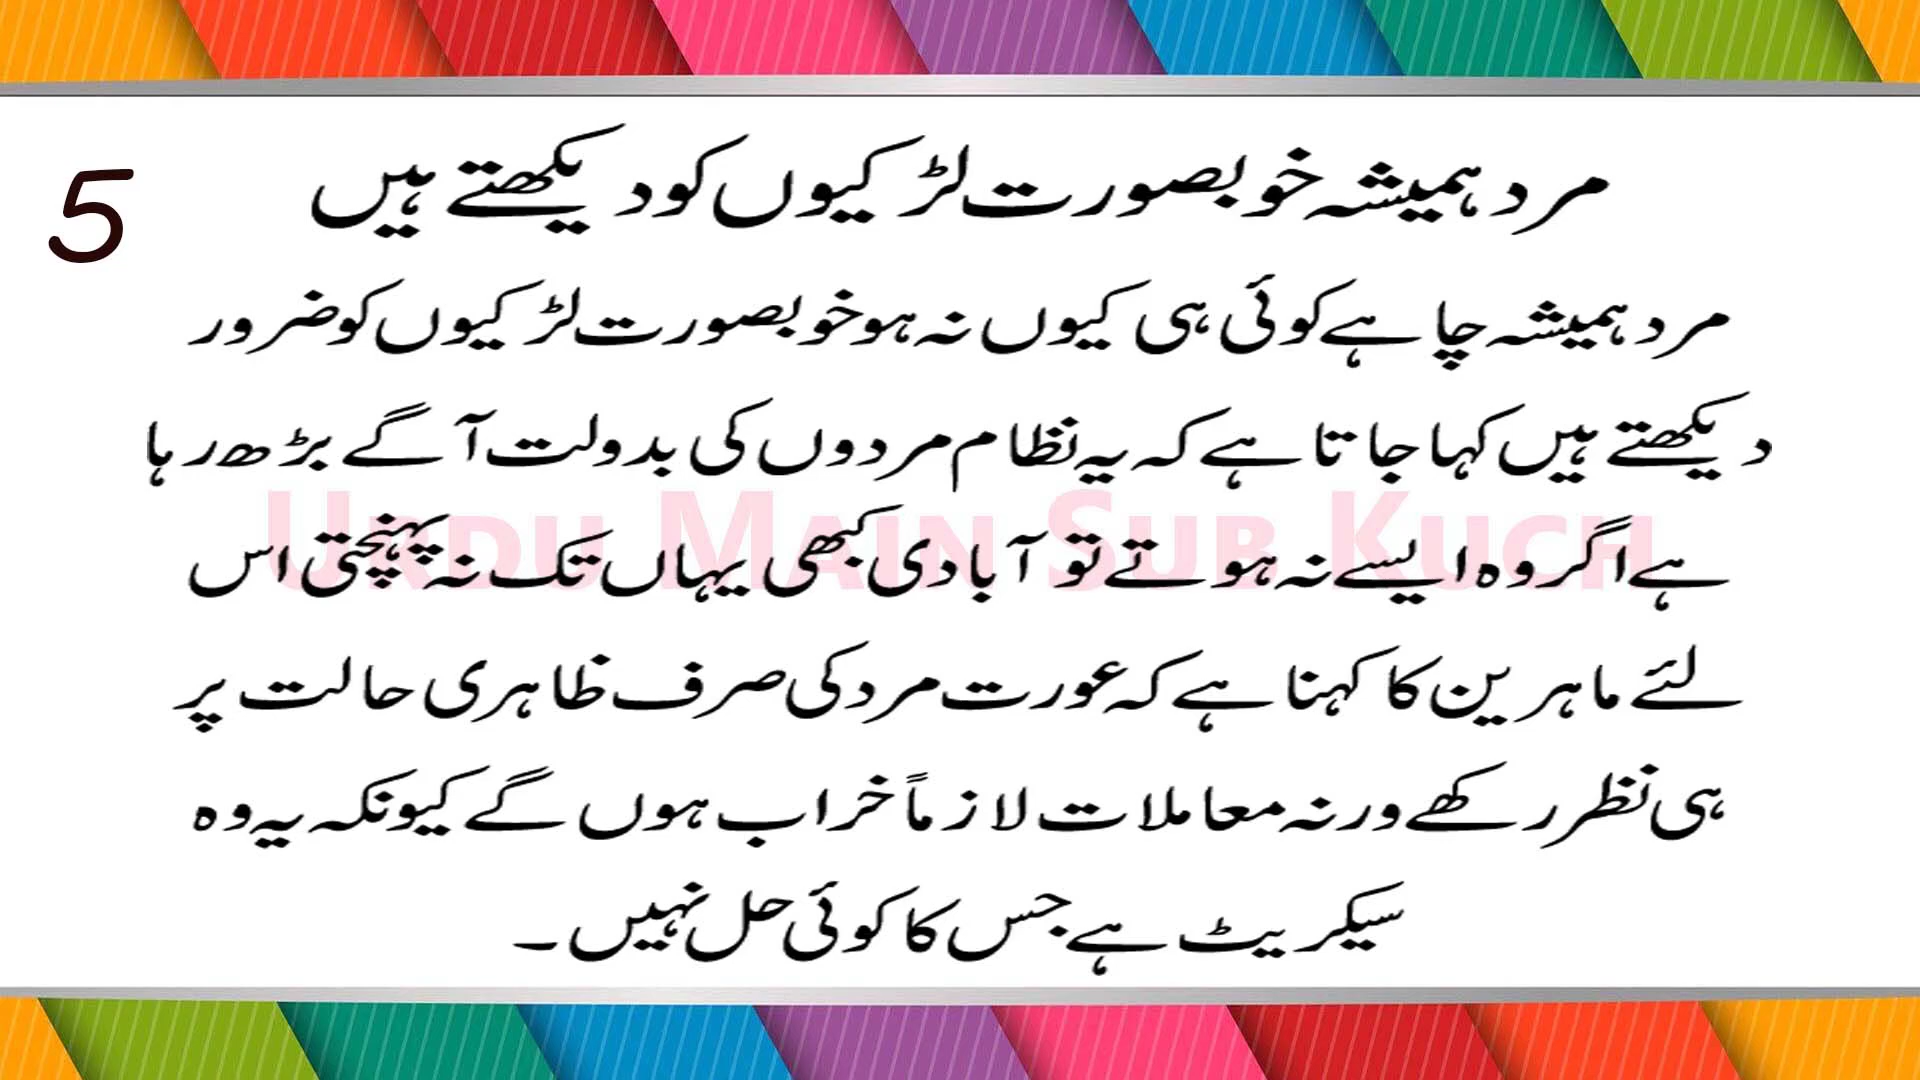 5
مرد ہمیشہ خوبصورت لڑکیوں کو دیکھتے ہیں
مرد ہمیشہ چاہے کوئی ہی کیوں نہ ہو خوبصورت لڑکیوں کو ضرور
دیکھتے ہیں کہا جاتا ہے کہ یہ نظام مردوں کی بدولت آگے بڑھ رہا
ہے اگر وہ ایسے نہ ہوتے تو آبادی کبھی یہاں تک نہ پہنچتی اس
URDU MAIN SUB KUCH
لئے ماہرین کا کہنا ہے کہ عورت مرد کی صرف ظاہری حالت پر
ہی نظر رکھے ورنہ معاملات لازماً خراب ہوں گے کیونکہ یہ وہ
سیکریٹ ہے جس کا کوئی حل نہیں۔